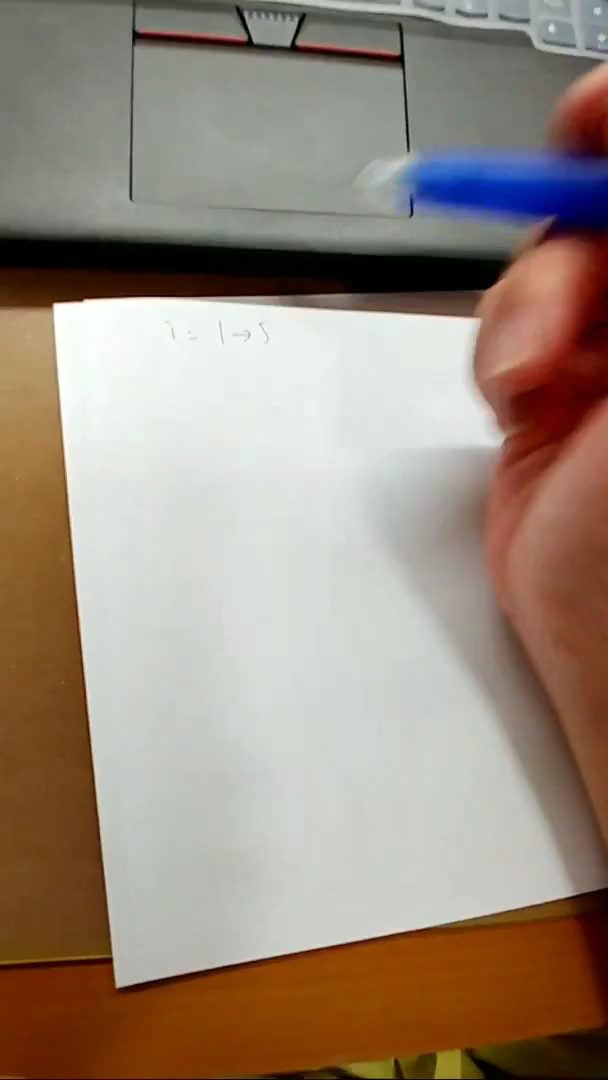 i = 1→5